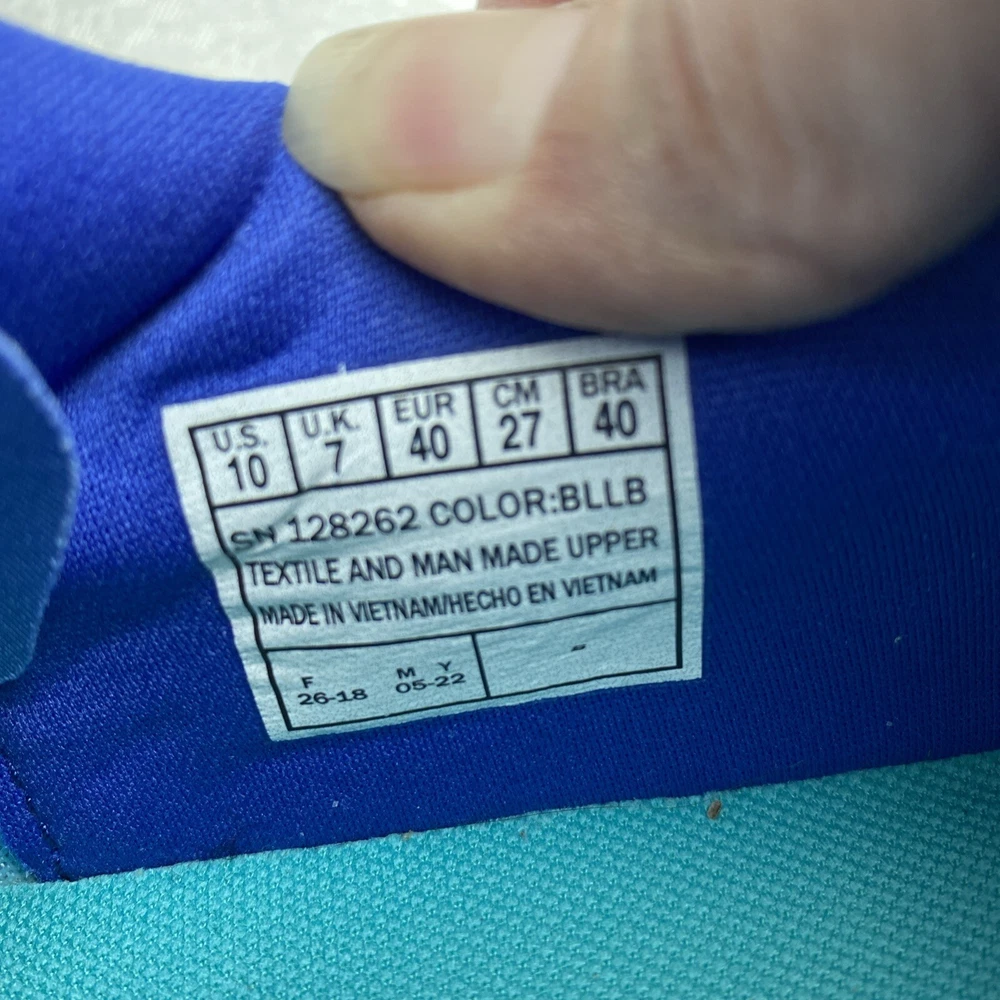 U.S. U.K. EUR CM BRA
10 7 40 27 40
SN 128262 COLOR:BLLB
TEXTILE AND MAN MADE UPPER
MADE IN VIETNAM/HECHO EN VIETNAM
F M Y
26-18 05-22
-